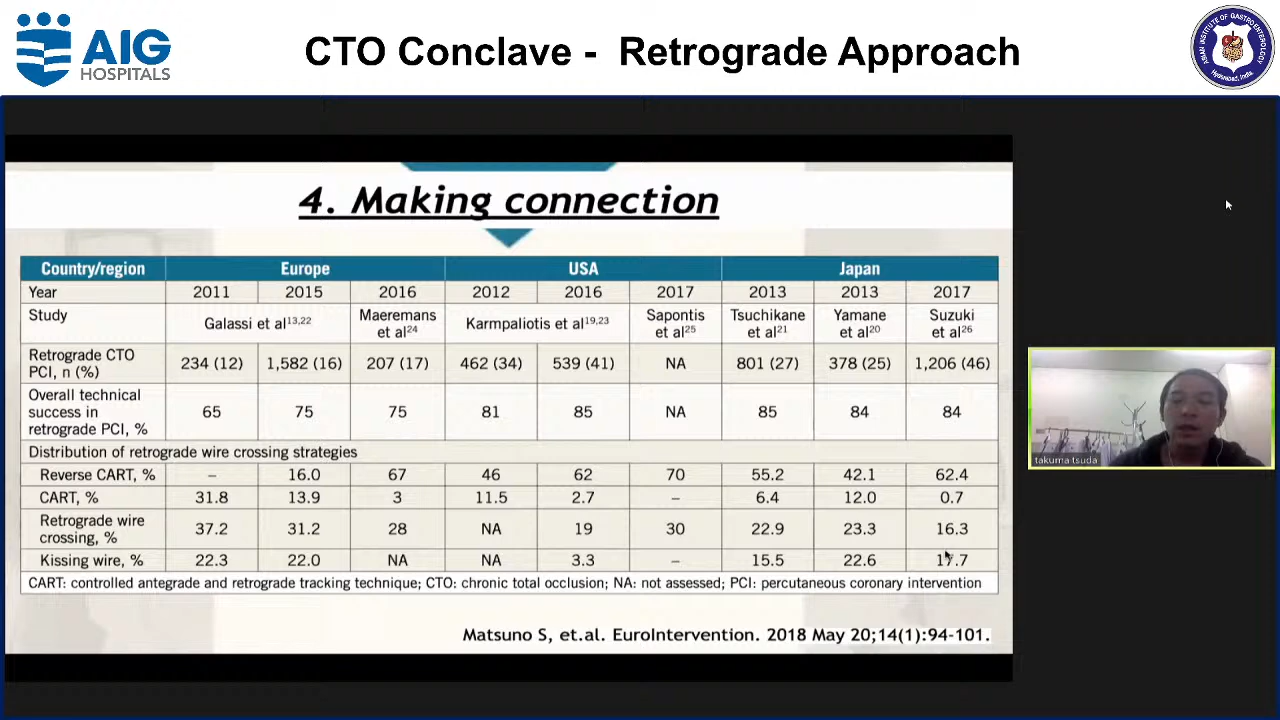 AIG
HOSPITALS
CTO Conclave - Retrograde Approach
ASIAN INSTITUTE OF GASTROENTEROLOGY
Hyderabad, India.
4. Making connection
Country/region Europe USA Japan
Year 2011 2015 2016 2012 2016 2017 2013 2013 2017
Study Galassi et al13,22 Maeremans et al24 Karmpaliotis et al19,23 Sapontis et al25 Tsuchikane et al21 Yamane et al20 Suzuki et al26
Retrograde CTO PCI, n (%) 234 (12) 1,582 (16) 207 (17) 462 (34) 539 (41) NA 801 (27) 378 (25) 1,206 (46)
Overall technical success in retrograde PCI, % 65 75 75 81 85 NA 85 84 84
Distribution of retrograde wire crossing strategies
Reverse CART, % – 16.0 67 46 62 70 55.2 42.1 62.4
CART, % 31.8 13.9 3 11.5 2.7 – 6.4 12.0 0.7
Retrograde wire crossing, % 37.2 31.2 28 NA 19 30 22.9 23.3 16.3
Kissing wire, % 22.3 22.0 NA NA 3.3 – 15.5 22.6 17.7
CART: controlled antegrade and retrograde tracking technique; CTO: chronic total occlusion; NA: not assessed; PCI: percutaneous coronary intervention
Matsuno S, et.al. EuroIntervention. 2018 May 20;14(1):94-101.
takuma tsuda